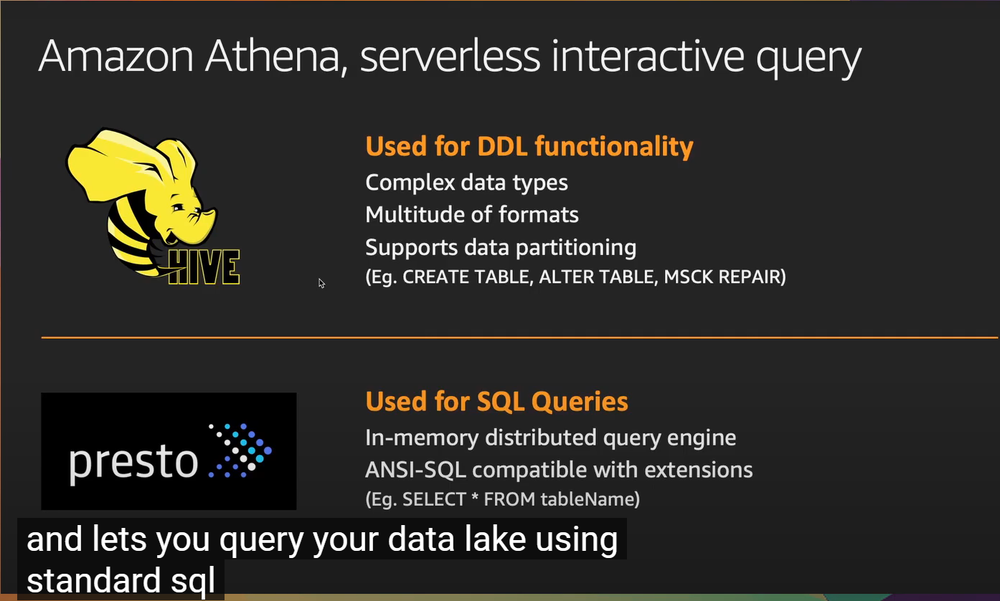 Amazon Athena, serverless interactive query
HIVE
Used for DDL functionality
Complex data types
Multitude of formats
Supports data partitioning
(Eg. CREATE TABLE, ALTER TABLE, MSCK REPAIR)
presto
Used for SQL Queries
In-memory distributed query engine
ANSI-SQL compatible with extensions
(Eg. SELECT * FROM tableName)
and lets you query your data lake using
standard sql